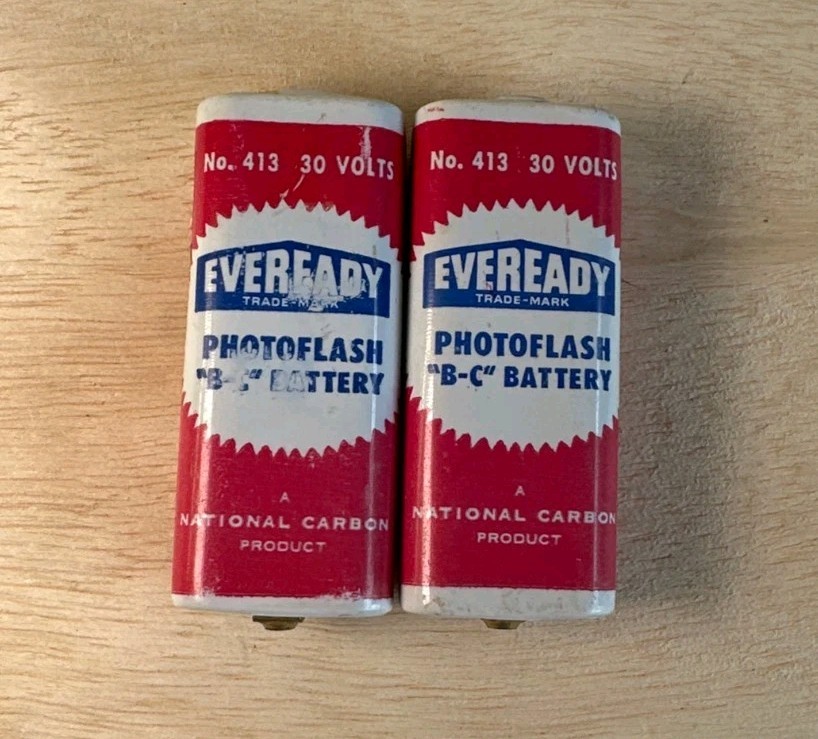 No. 413 30 VOLTS
EVEREADY
TRADE-MARK
PHOTOFLASH
"B-C" BATTERY
A
NATIONAL CARBON
PRODUCT
No. 413 30 VOLTS
EVEREADY
TRADE-MARK
PHOTOFLASH
"B-C" BATTERY
A
NATIONAL CARBON
PRODUCT